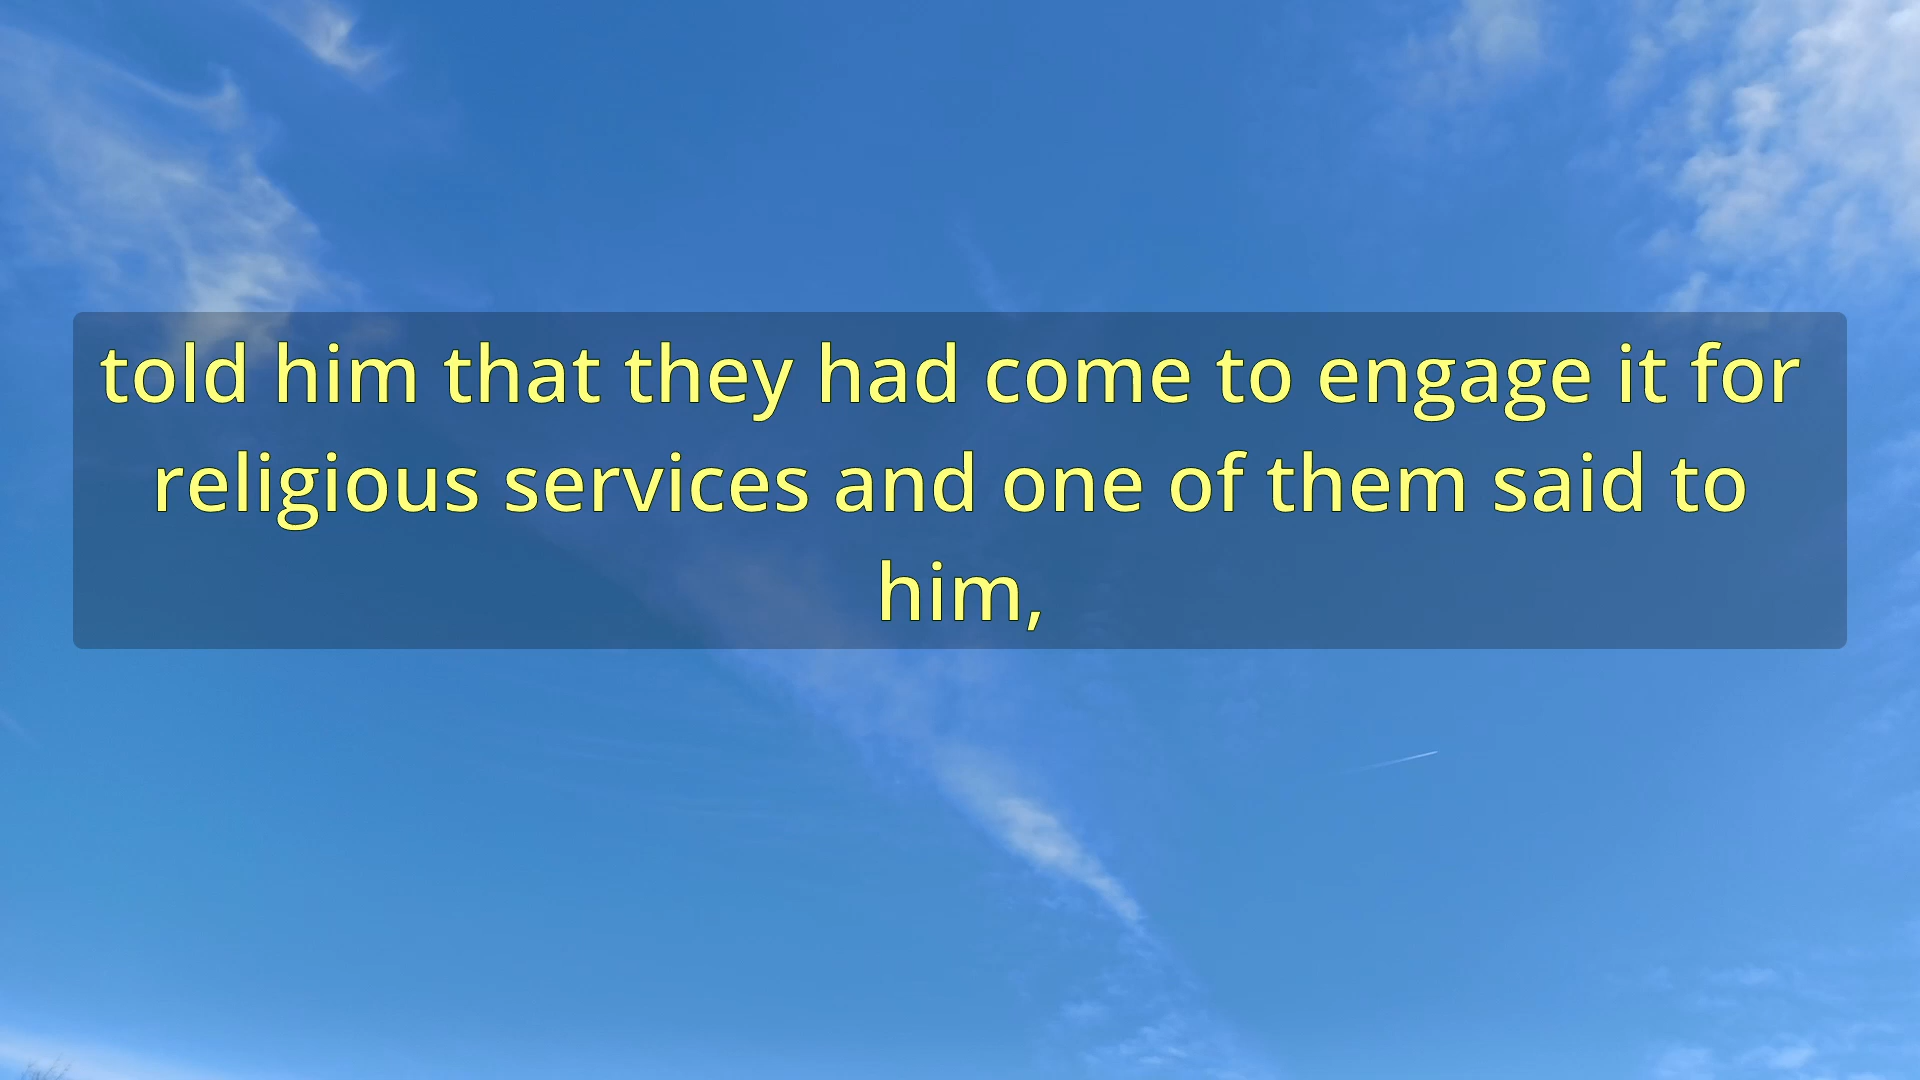 told him that they had come to engage it for
religious services and one of them said to
him,